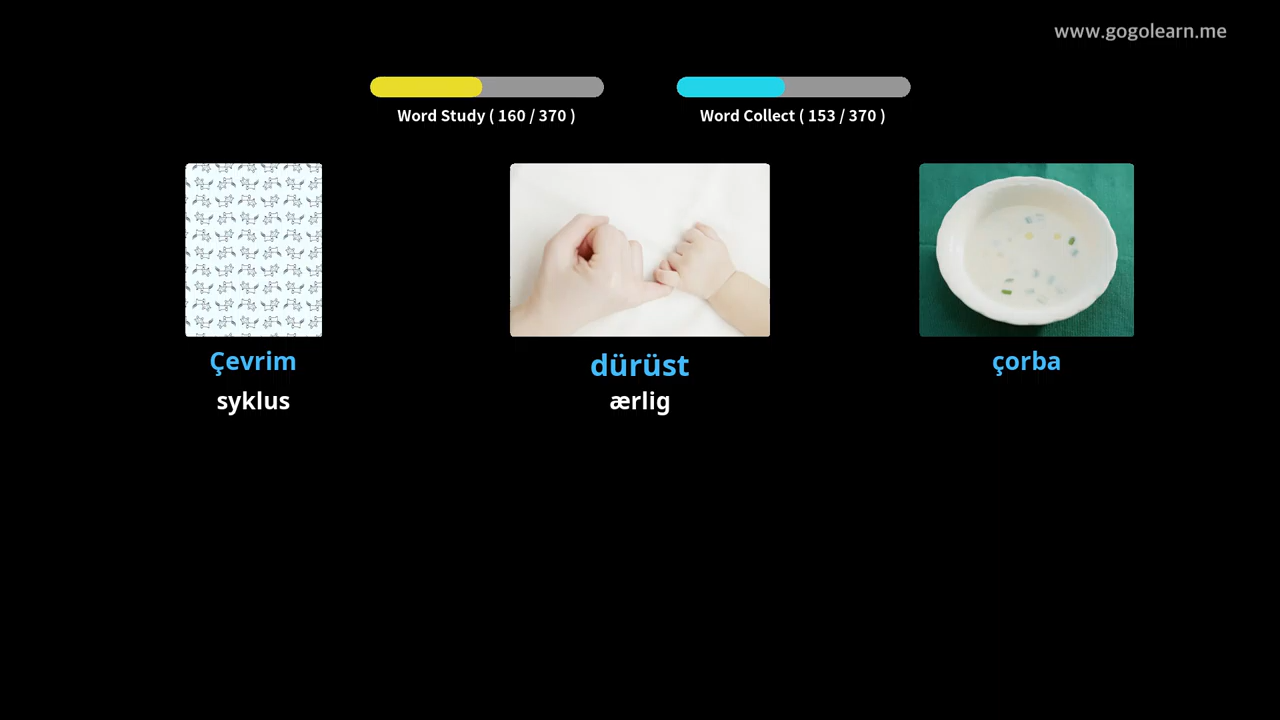 www.gogolearn.me
Word Study ( 160 / 370 )
Word Collect ( 153 / 370 )
Çevrim
dürüst
çorba
syklus
ærlig